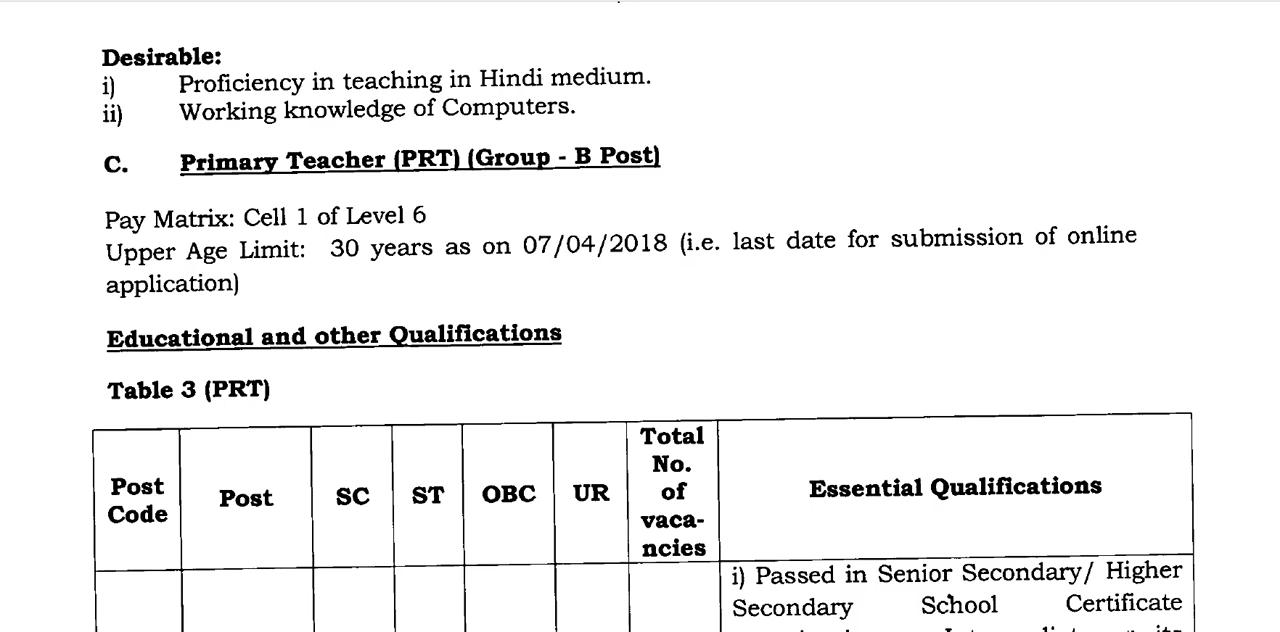 Desirable:
i) Proficiency in teaching in Hindi medium.
ii) Working knowledge of Computers.
C. Primary Teacher (PRT) (Group - B Post)
Pay Matrix: Cell 1 of Level 6
Upper Age Limit: 30 years as on 07/04/2018 (i.e. last date for submission of online
application)
Educational and other Qualifications
Table 3 (PRT)
Post Code
Post
SC
ST
OBC
UR
Total
No.
of
vaca-
ncies
Essential Qualifications
i) Passed in Senior Secondary/ Higher
Secondary School Certificate